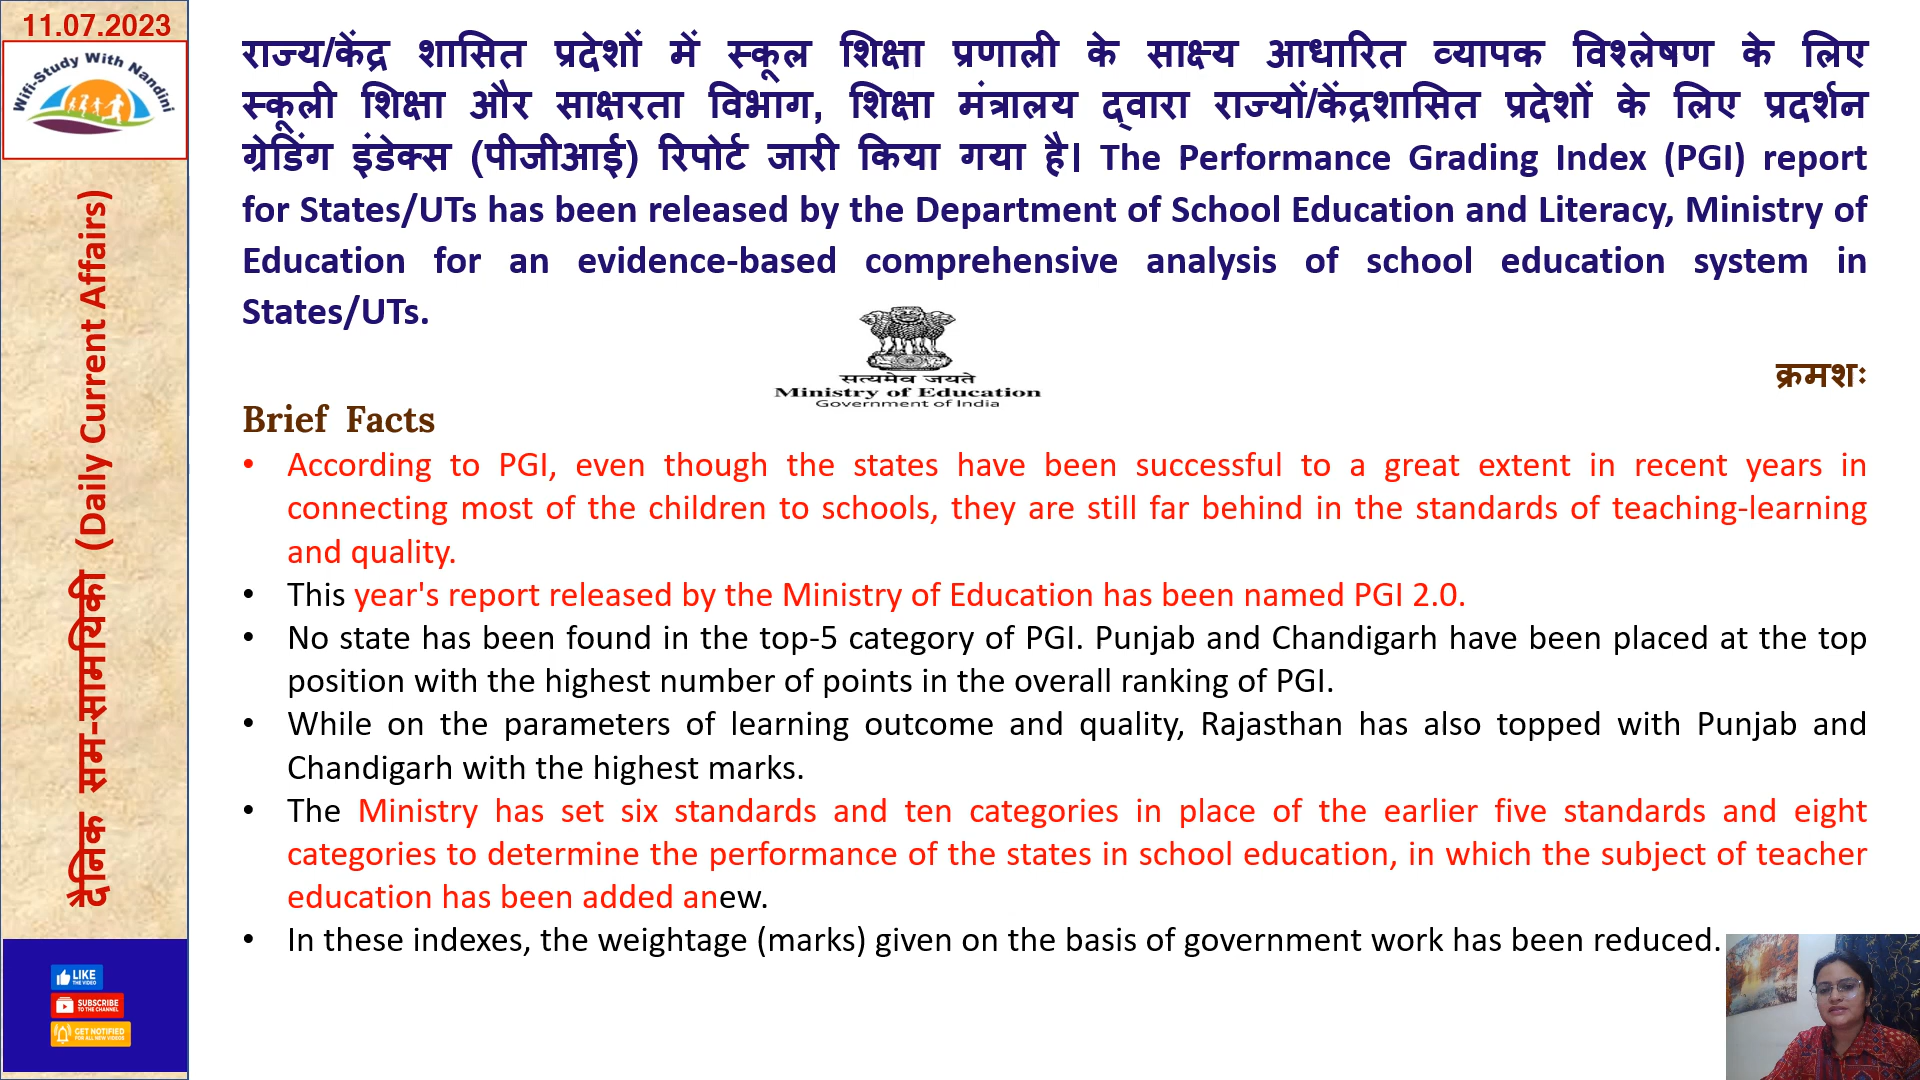 11.07.2023
Wifi-Study With Nandini
दैनिक सम-सामयिकी (Daily Current Affairs)
LIKE
THE VIDEO
SUBSCRIBE
TO THE CHANNEL
GET NOTIFIED
FOR ALL NEW VIDEOS
राज्य/केंद्र शासित प्रदेशों में स्कूल शिक्षा प्रणाली के साक्ष्य आधारित व्यापक विश्लेषण के लिए
स्कूली शिक्षा और साक्षरता विभाग, शिक्षा मंत्रालय द्वारा राज्यों/केंद्रशासित प्रदेशों के लिए प्रदर्शन
ग्रेडिंग इंडेक्स (पीजीआई) रिपोर्ट जारी किया गया है। The Performance Grading Index (PGI) report
for States/UTs has been released by the Department of School Education and Literacy, Ministry of
Education for an evidence-based comprehensive analysis of school education system in
States/UTs.
सत्यमेव जयते
Ministry of Education
Government of India
क्रमशः
Brief Facts
• According to PGI, even though the states have been successful to a great extent in recent years in
connecting most of the children to schools, they are still far behind in the standards of teaching-learning
and quality.
• This year's report released by the Ministry of Education has been named PGI 2.0.
• No state has been found in the top-5 category of PGI. Punjab and Chandigarh have been placed at the top
position with the highest number of points in the overall ranking of PGI.
• While on the parameters of learning outcome and quality, Rajasthan has also topped with Punjab and
Chandigarh with the highest marks.
• The Ministry has set six standards and ten categories in place of the earlier five standards and eight
categories to determine the performance of the states in school education, in which the subject of teacher
education has been added anew.
• In these indexes, the weightage (marks) given on the basis of government work has been reduced.